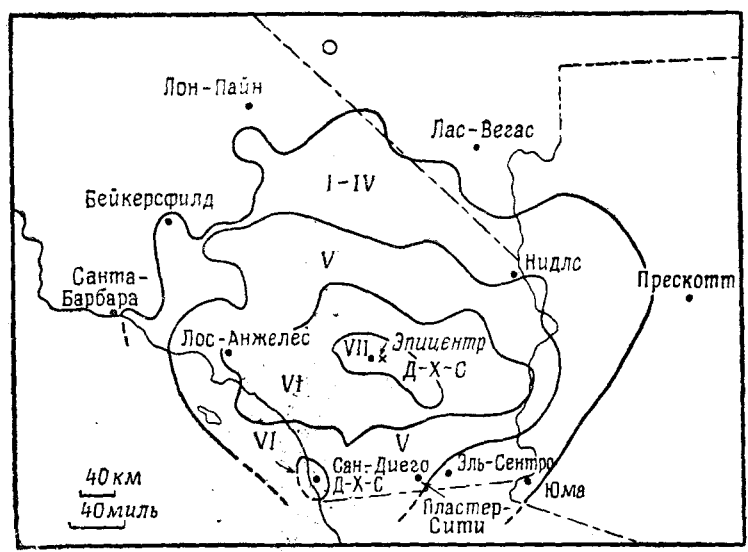 Лон-Пайн
Лас-Вегас
I-IV
Бейкерсфилд
V
Нидлс
Санта-
Барбара
Прескотт
Лос-Анжелес
VII
Эпицентр
Д-Х-С
VI
VI
V
40 км
40 миль
Сан-Диего
Д-Х-С
Эль-Сентро
Пластер-
Сити
Юма